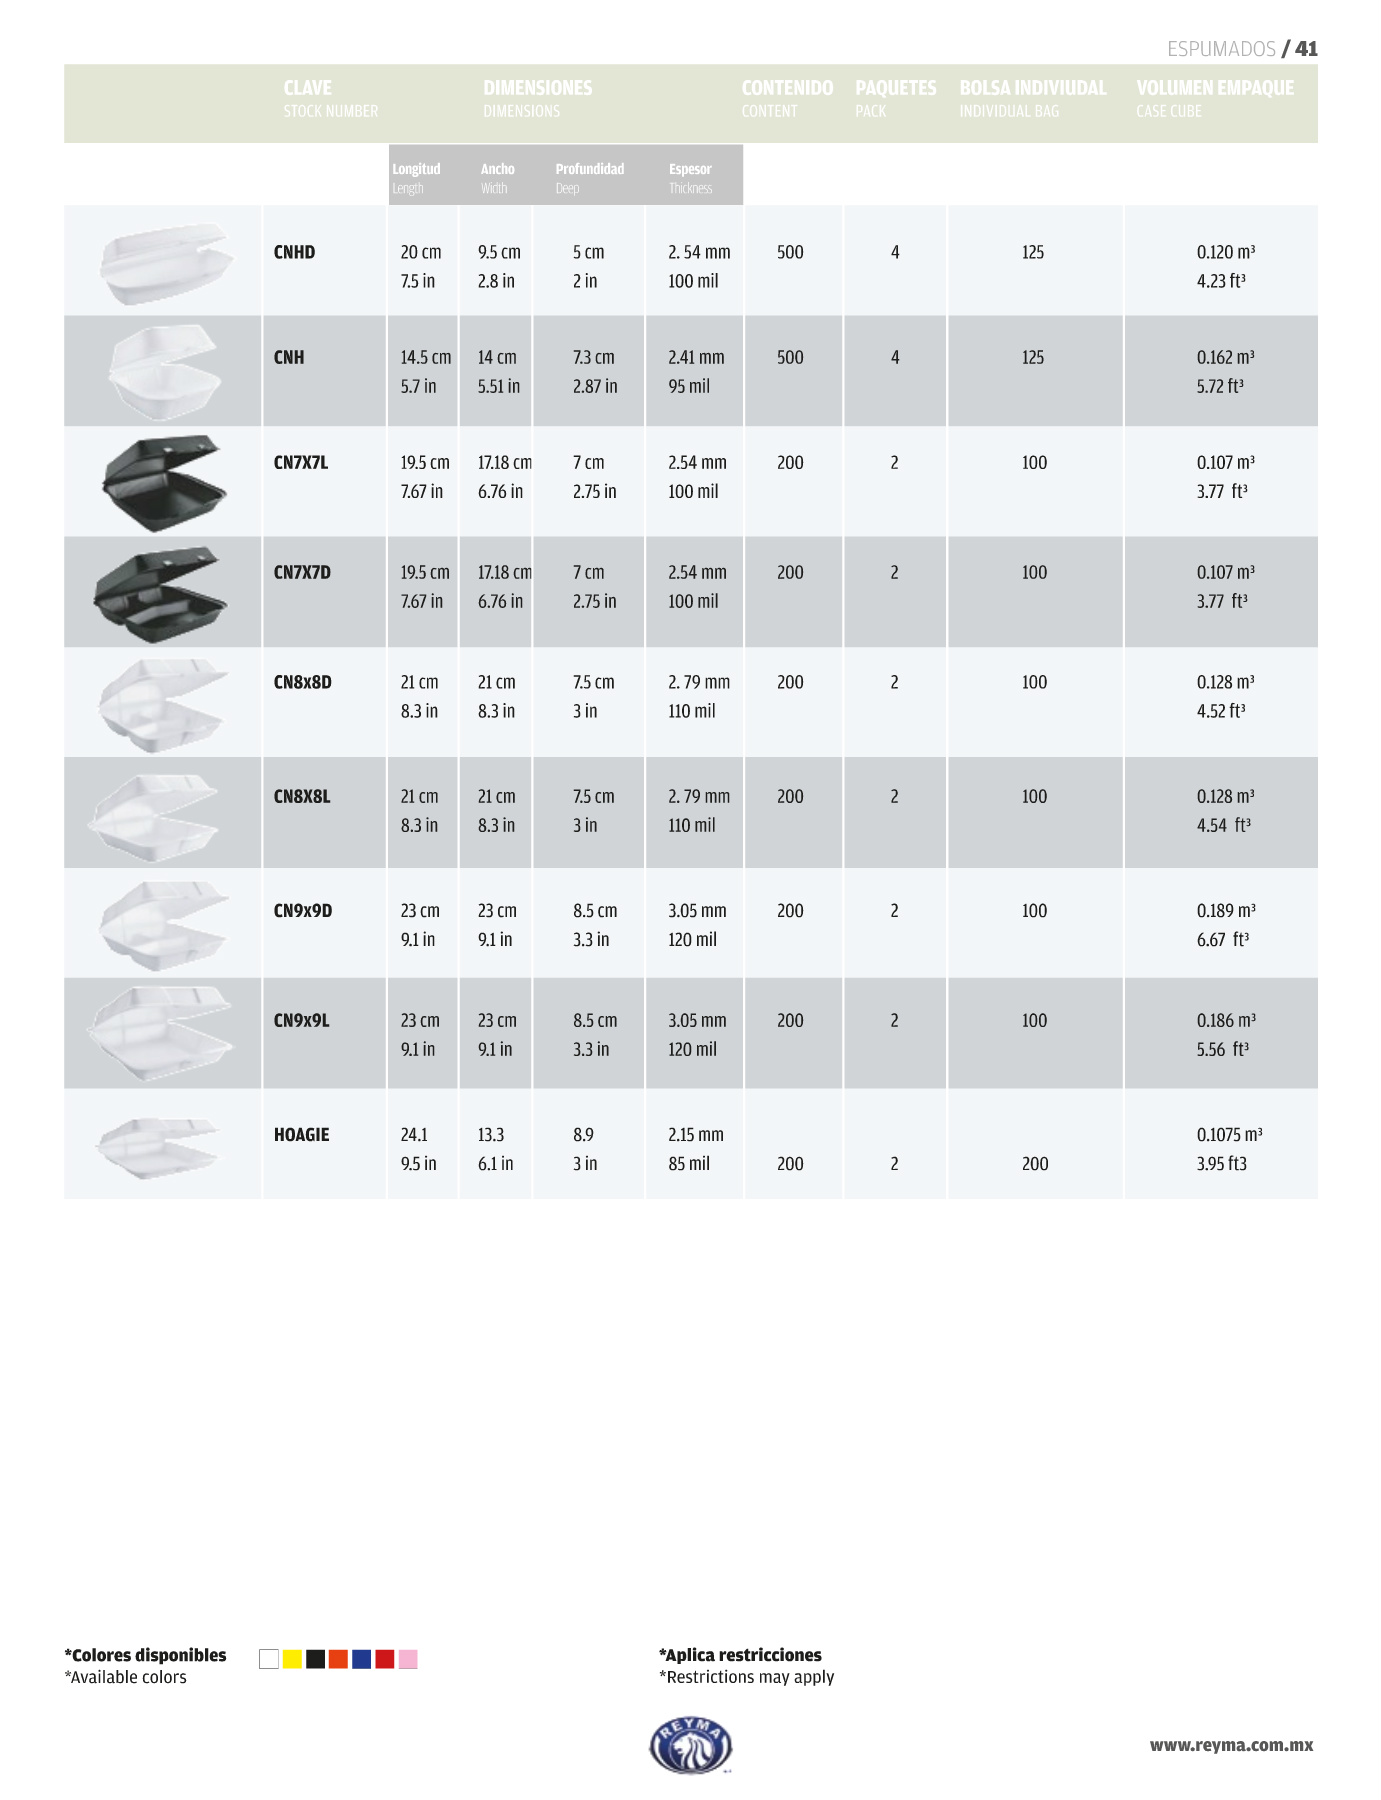 ESPUMADOS / 41
CLAVE DIMENSIONES CONTENIDO PAQUETES BOLSA INDIVIUDAL VOLUMEN EMPAQUE
STOCK NUMBER DIMENSIONS CONTENT PACK INDIVIDUAL BAG CASE CUBE
Longitud Ancho Profundidad Espesor
Length Width Deep Thickness
CNHD 20 cm 9.5 cm 5 cm 2. 54 mm 500 4 125 0.120 m³
7.5 in 2.8 in 2 in 100 mil 4.23 ft³
CNH 14.5 cm 14 cm 7.3 cm 2.41 mm 500 4 125 0.162 m³
5.7 in 5.51 in 2.87 in 95 mil 5.72 ft³
CN7X7L 19.5 cm 17.18 cm 7 cm 2.54 mm 200 2 100 0.107 m³
7.67 in 6.76 in 2.75 in 100 mil 3.77 ft³
CN7X7D 19.5 cm 17.18 cm 7 cm 2.54 mm 200 2 100 0.107 m³
7.67 in 6.76 in 2.75 in 100 mil 3.77 ft³
CN8x8D 21 cm 21 cm 7.5 cm 2. 79 mm 200 2 100 0.128 m³
8.3 in 8.3 in 3 in 110 mil 4.52 ft³
CN8X8L 21 cm 21 cm 7.5 cm 2. 79 mm 200 2 100 0.128 m³
8.3 in 8.3 in 3 in 110 mil 4.54 ft³
CN9x9D 23 cm 23 cm 8.5 cm 3.05 mm 200 2 100 0.189 m³
9.1 in 9.1 in 3.3 in 120 mil 6.67 ft³
CN9x9L 23 cm 23 cm 8.5 cm 3.05 mm 200 2 100 0.186 m³
9.1 in 9.1 in 3.3 in 120 mil 5.56 ft³
HOAGIE 24.1 13.3 8.9 2.15 mm 0.1075 m³
9.5 in 6.1 in 3 in 85 mil 200 2 200 3.95 ft3
*Colores disponibles *Aplica restricciones
*Available colors *Restrictions may apply
REYMA
www.reyma.com.mx